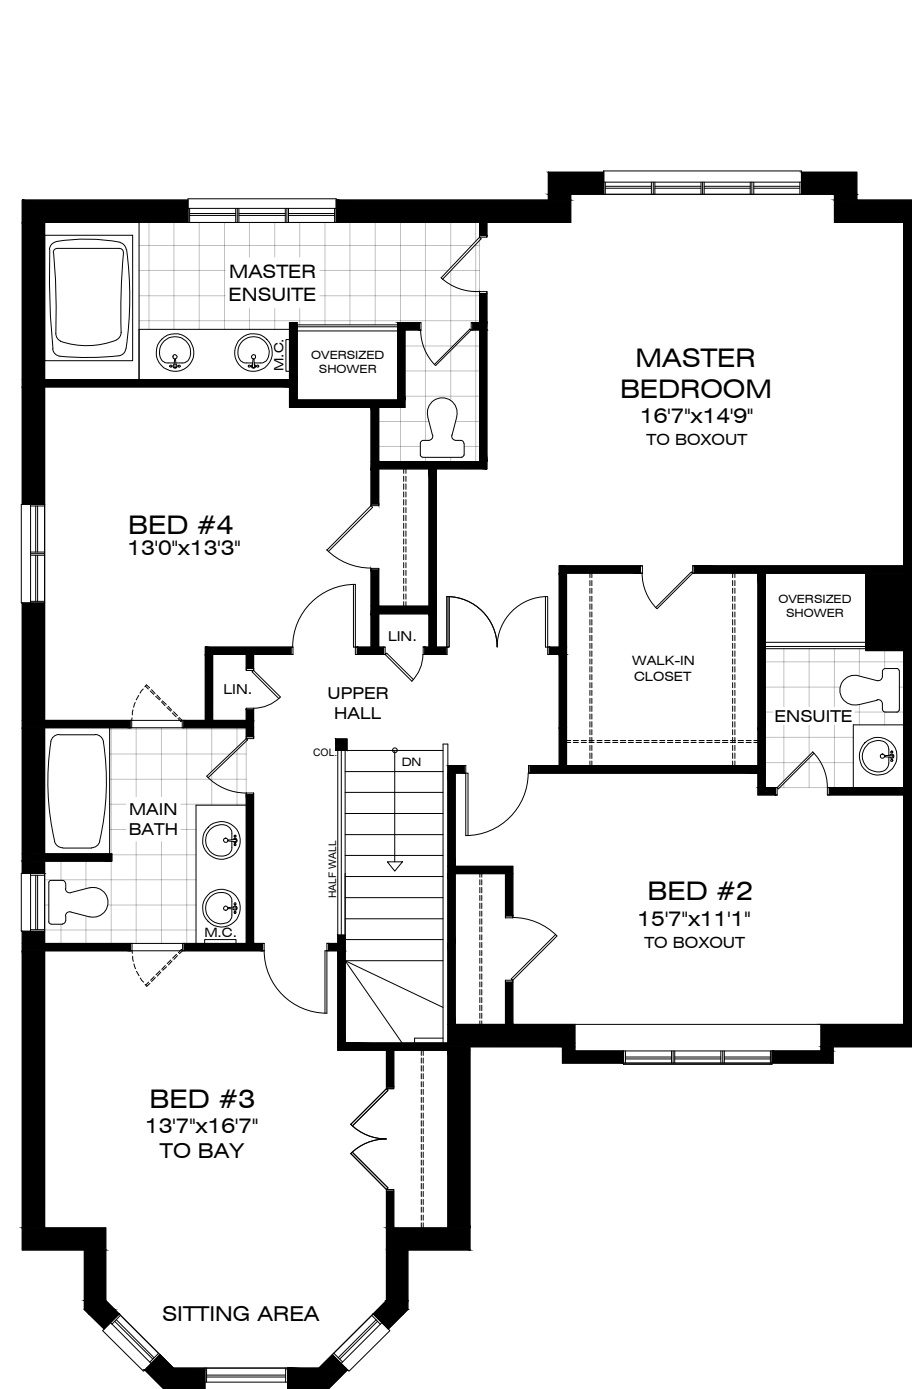 MASTER
ENSUITE
M.C.
OVERSIZED
SHOWER
MASTER
BEDROOM
16'7"x14'9"
TO BOXOUT
BED #4
13'0"x13'3"
LIN.
LIN.
UPPER
HALL
WALK-IN
CLOSET
OVERSIZED
SHOWER
ENSUITE
COL.
DN
MAIN
BATH
HALF WALL
M.C.
BED #2
15'7"x11'1"
TO BOXOUT
BED #3
13'7"x16'7"
TO BAY
SITTING AREA